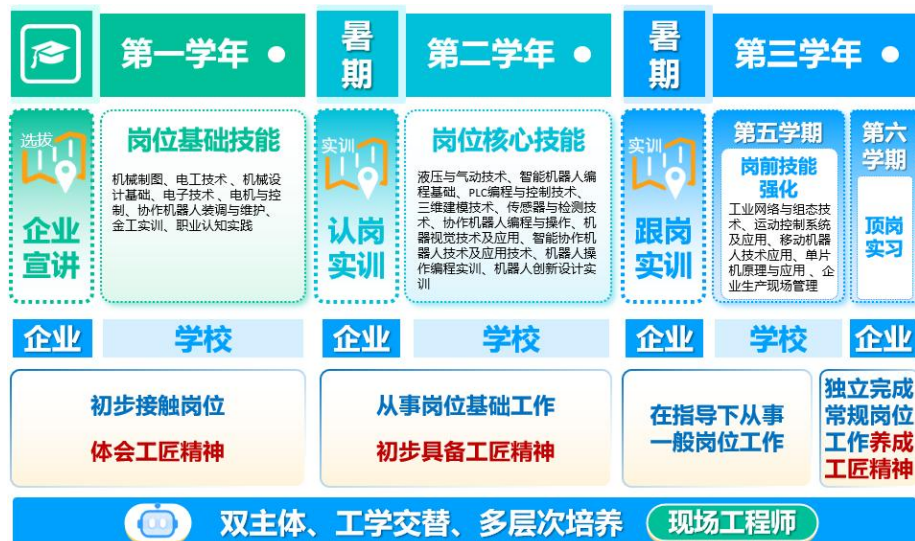 第一学年
暑期
第二学年
暑期
第三学年
选拔
企业
宣讲
岗位基础技能
机械制图、电工技术、机械设
计基础、电子技术、电机与控
制、协作机器人装调与维护、
金工实训、职业认知实践
实训
认岗
实训
岗位核心技能
液压与气动技术、智能机器人编
程基础、PLC编程与控制技术、
三维建模技术、传感器与检测技
术、协作机器人编程与操作、机
器视觉技术及应用、智能协作机
器人技术及应用技术、机器人操
作编程实训、机器人创新设计实
训
实训
跟岗
实训
第五学期
岗前技能
强化
工业网络与组态技
术、运动控制系统
及应用、移动机器
人技术应用、单片
机原理与应用、企
业生产现场管理
第六
学期
顶岗
实习
企业
学校
企业
学校
企业
学校
企业
初步接触岗位
体会工匠精神
从事岗位基础工作
初步具备工匠精神
在指导下从事
一般岗位工作
独立完成
常规岗位
工作养成
工匠精神
双主体、工学交替、多层次培养 现场工程师